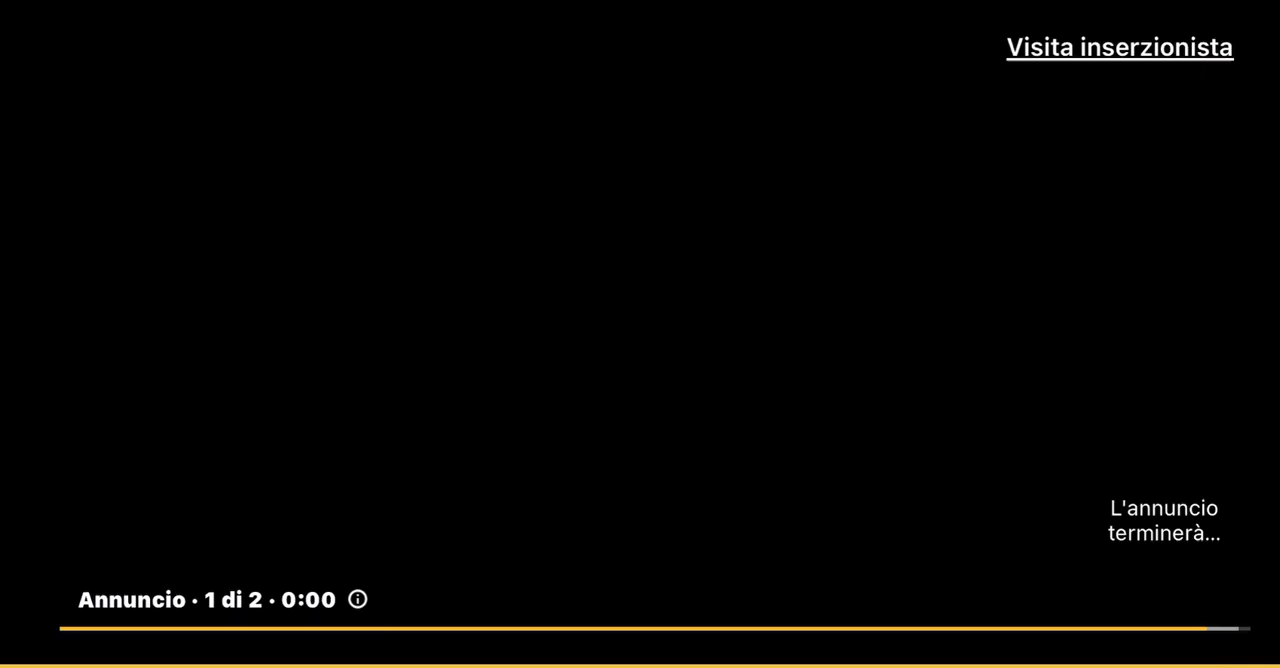 Visita inserzionista
L'annuncio
terminerà...
Annuncio · 1 di 2 · 0:00